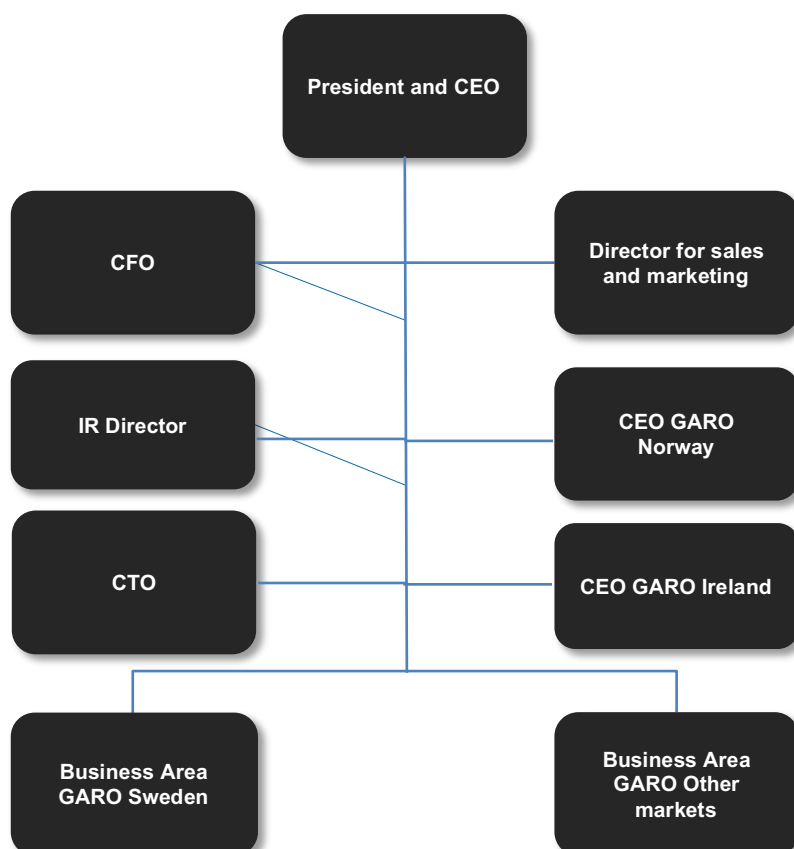 President and CEO
CFO
Director for sales
and marketing
IR Director
CEO GARO
Norway
CTO
CEO GARO Ireland
Business Area
GARO Sweden
Business Area
GARO Other
markets